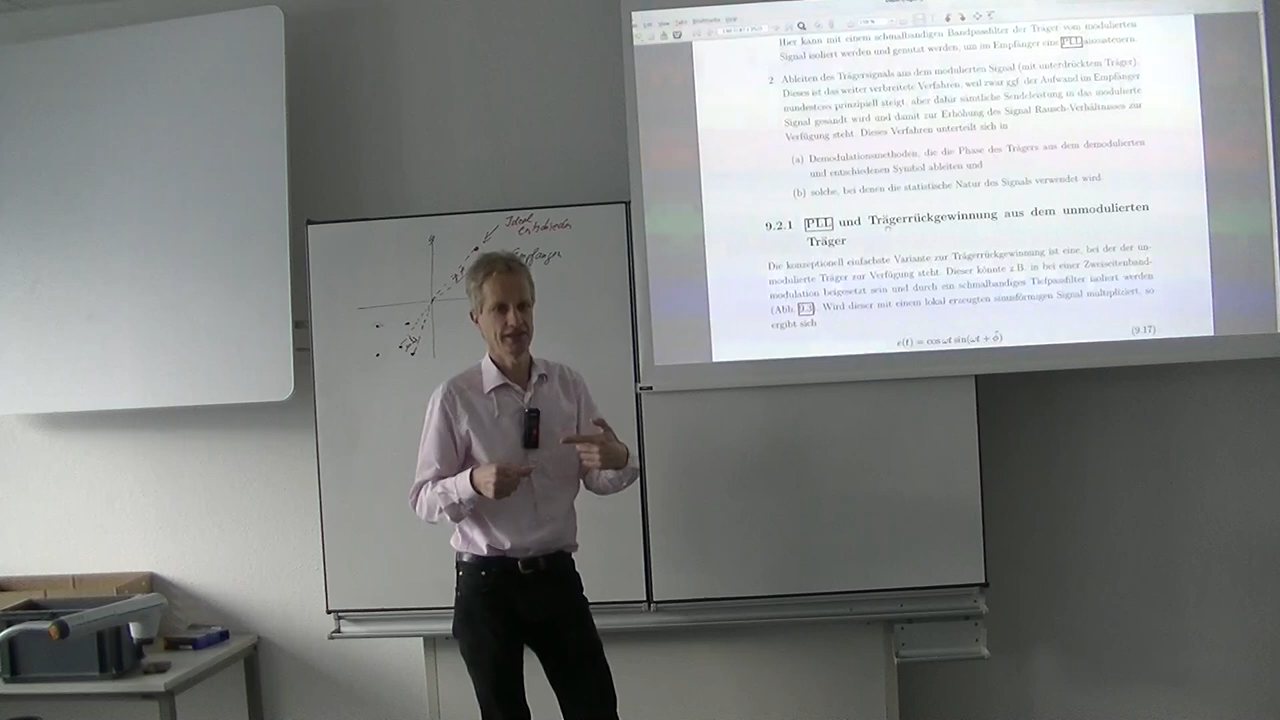 Hier kann mit einem schmalbandigen Bandpassfilter der Träger vom modulierten
Signal isoliert werden und genutzt werden, um im Empfänger eine PLL anzusteuern.
2 Ableiten des Trägersignals aus dem modulierten Signal (mit unterdrücktem Träger).
Dieses ist das weiter verbreitete Verfahren, weil zwar ggf. der Aufwand im Empfänger
mindestens prinzipiell steigt, aber dafür sämtliche Sendeleistung in das modulierte
Signal gesandt wird und damit zur Erhöhung des Signal Rausch-Verhältnisses zur
Verfügung steht. Dieses Verfahren unterteilt sich in
(a) Demodulationsmethoden, die die Phase des Trägers aus dem demodulierten
und entschiedenen Symbol ableiten und
(b) solche, bei denen die statistische Natur des Signals verwendet wird
9.2.1 PLL und Trägerrückgewinnung aus dem unmodulierten
Träger
Die konzeptionell einfachste Variante zur Trägerrückgewinnung ist eine, bei der der un-
modulierte Träger zur Verfügung steht. Dieser könnte z.B. in bei einer Zweiseitenband-
modulation beigesetzt sein und durch ein schmalbandiges Tiefpassfilter isoliert werden
(Abb. 9.3). Wird dieser mit einem lokal erzeugten sinusförmigen Signal multipliziert, so
ergibt sich
e(t) = cos ωt sin(ωt + φ̂) (9.17)
Ideal
entschieden
Empfänger